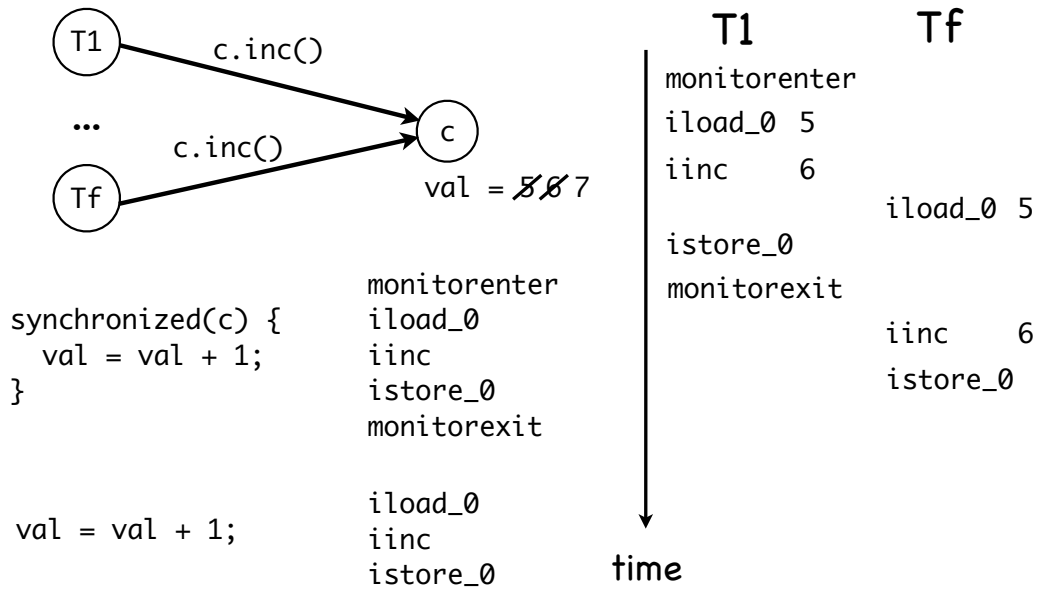 T1
c.inc()
...
c
c.inc()
Tf
val = 5 6 7
synchronized(c) {
  val = val + 1;
}
monitorenter
iload_0
iinc
istore_0
monitorexit
val = val + 1;
iload_0
iinc
istore_0
T1 Tf
monitorenter
iload_0 5
iinc 6
iload_0 5
istore_0
monitorexit
iinc 6
istore_0
time